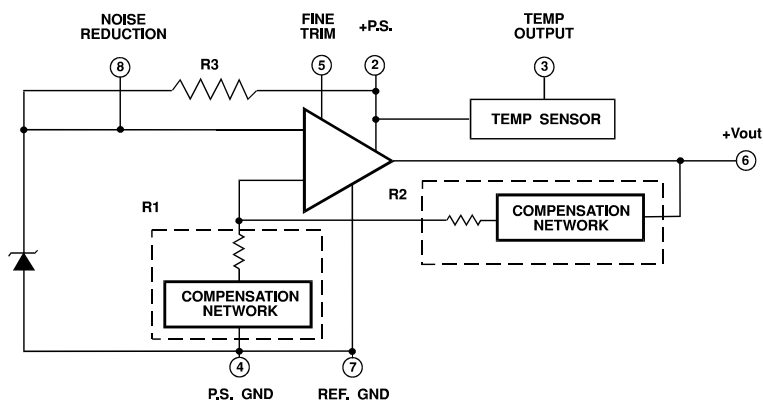 NOISE
REDUCTION
FINE
TRIM
+P.S.
TEMP
OUTPUT
8
R3
5
2
3
TEMP SENSOR
+Vout
6
R1
R2
COMPENSATION
NETWORK
COMPENSATION
NETWORK
4
7
P.S. GND
REF. GND